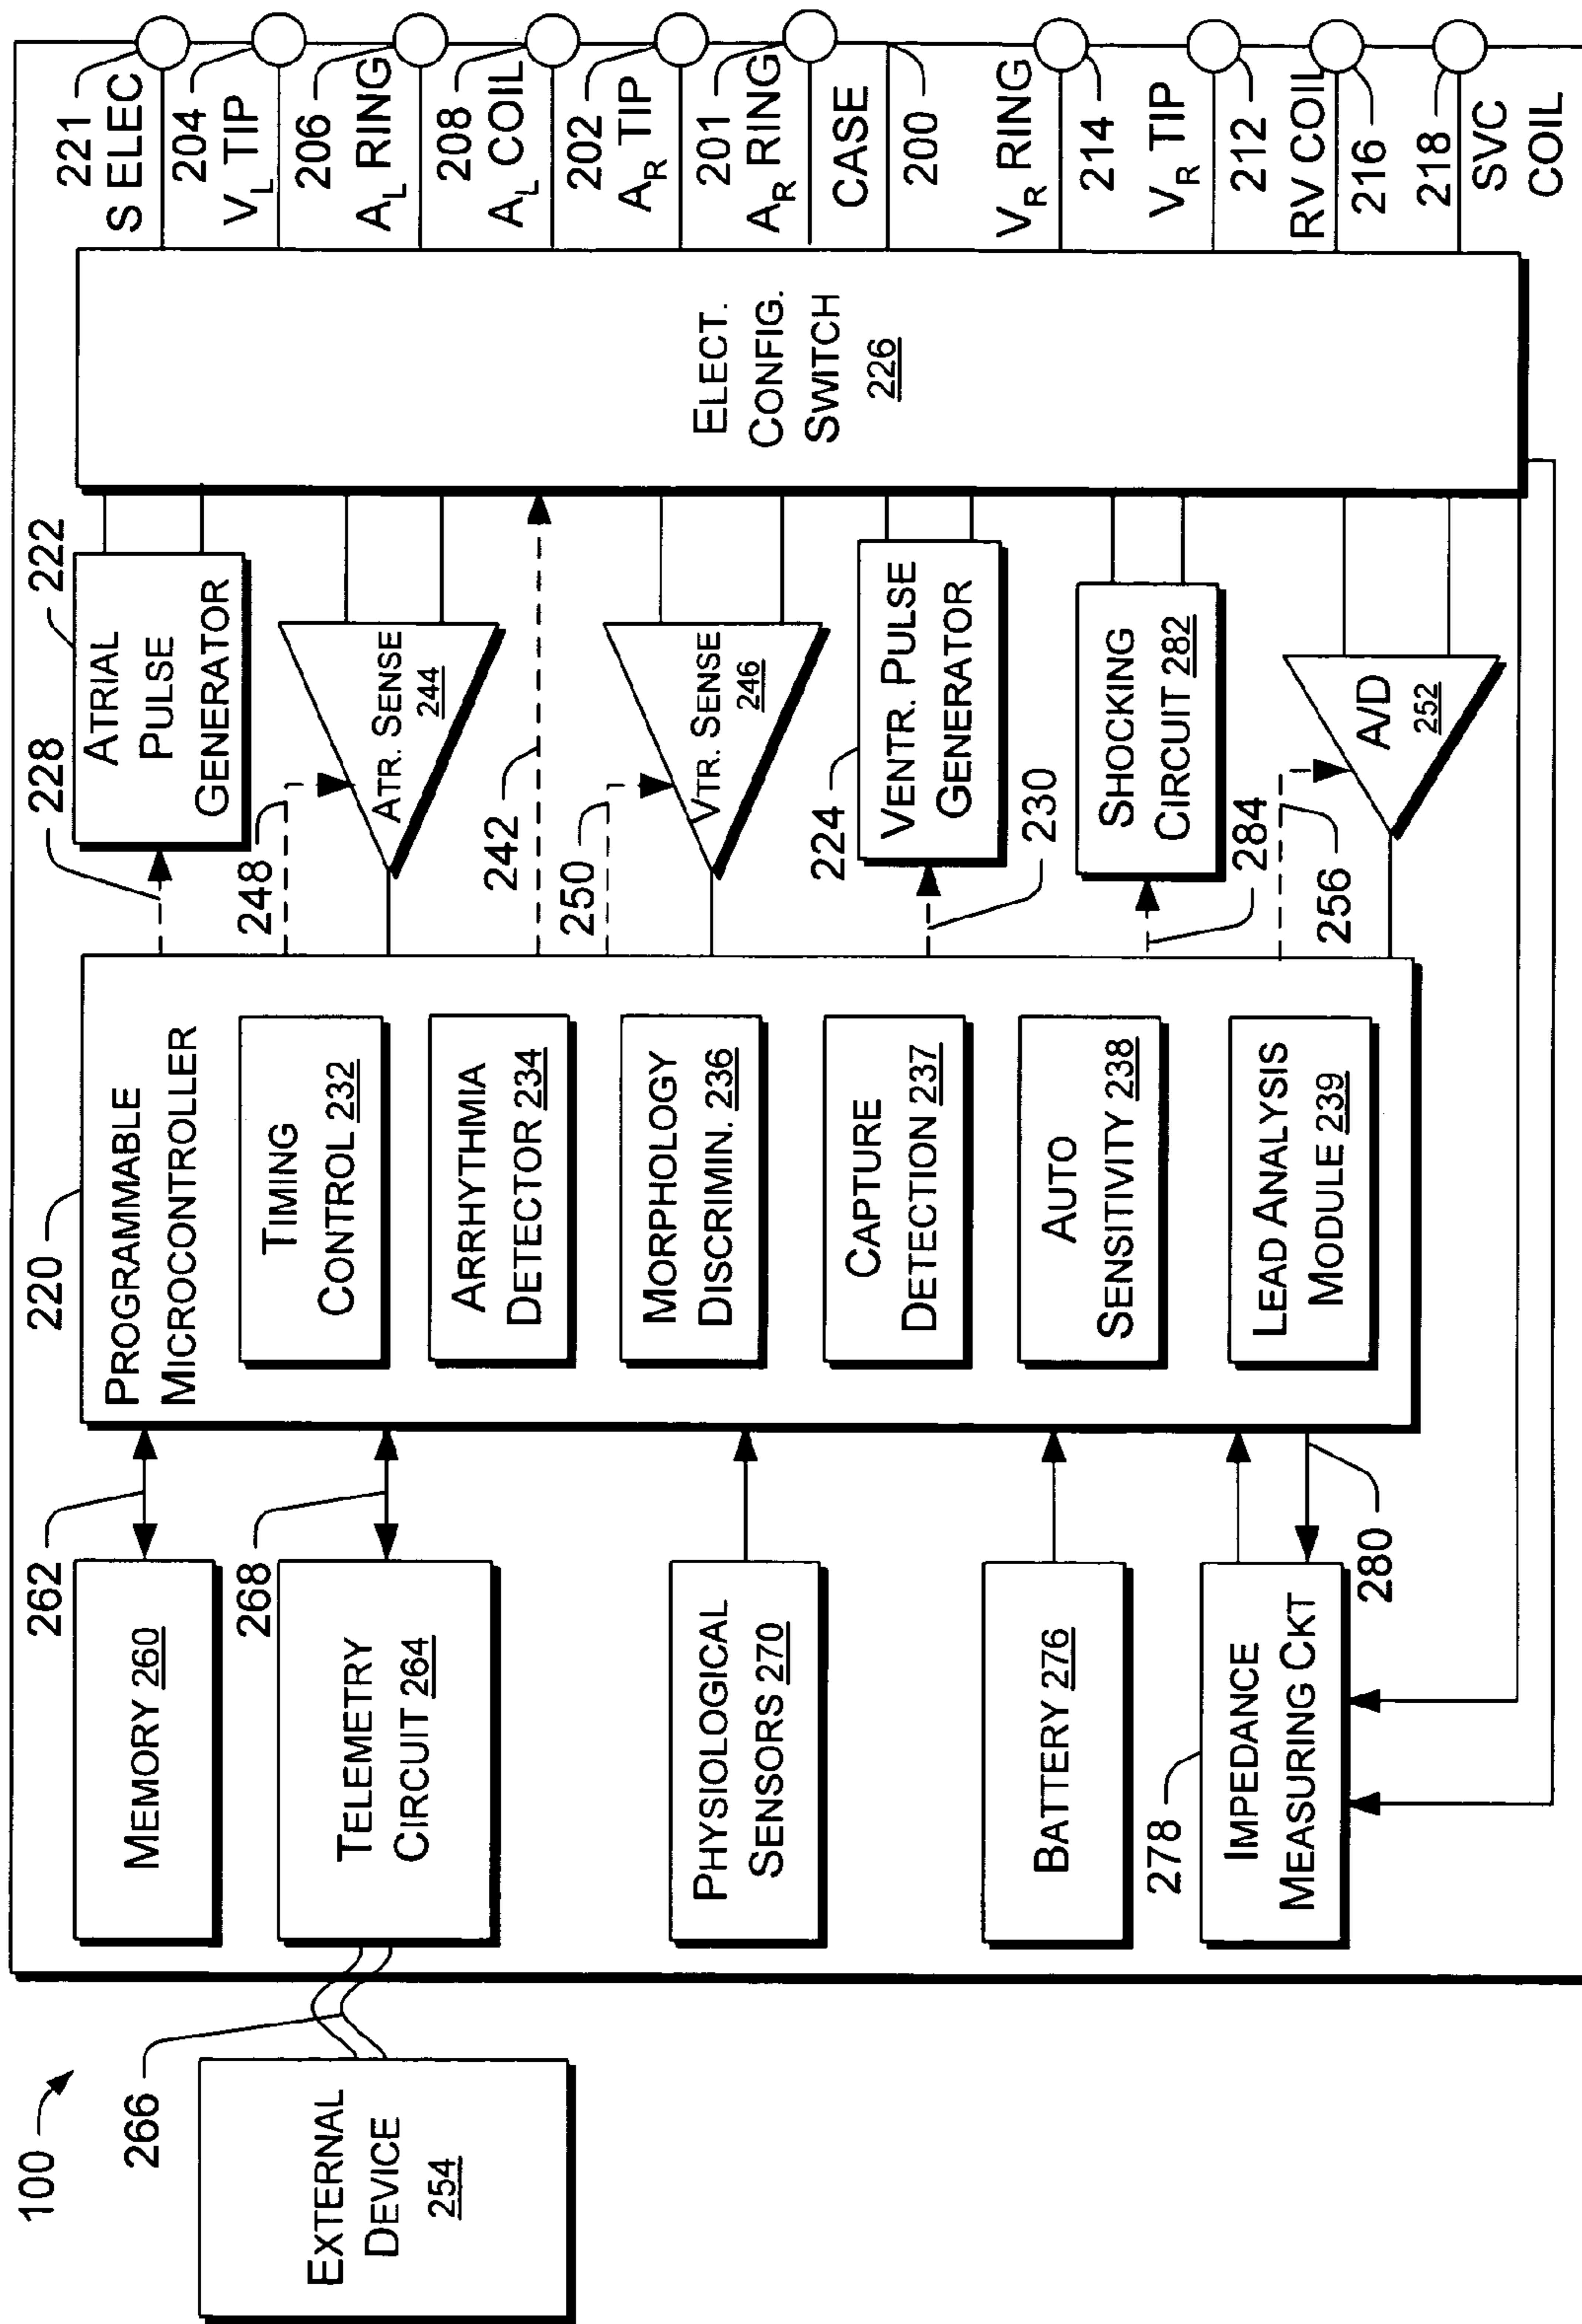 100
EXTERNAL
DEVICE
254
266
MEMORY 260
262
TELEMETRY
CIRCUIT 264
268
PHYSIOLOGICAL
SENSORS 270
BATTERY 276
278
IMPEDANCE
MEASURING CKT
280
220
PROGRAMMABLE
MICROCONTROLLER
TIMING
CONTROL 232
ARRHYTHMIA
DETECTOR 234
MORPHOLOGY
DISCRIMIN. 236
CAPTURE
DETECTION 237
AUTO
SENSITIVITY 238
LEAD ANALYSIS
MODULE 239
228
222
ATRIAL
PULSE
GENERATOR
248
ATR. SENSE
244
242
250
VTR. SENSE
246
224
VENTR. PULSE
GENERATOR
230
SHOCKING
CIRCUIT 282
284
256
A/D
252
ELECT.
CONFIG.
SWITCH
226
221
S ELEC
204
VL TIP
206
AL RING
208
AL COIL
202
AR TIP
201
AR RING
CASE
200
VR RING
214
VR TIP
212
RV COIL
216
218
SVC
COIL